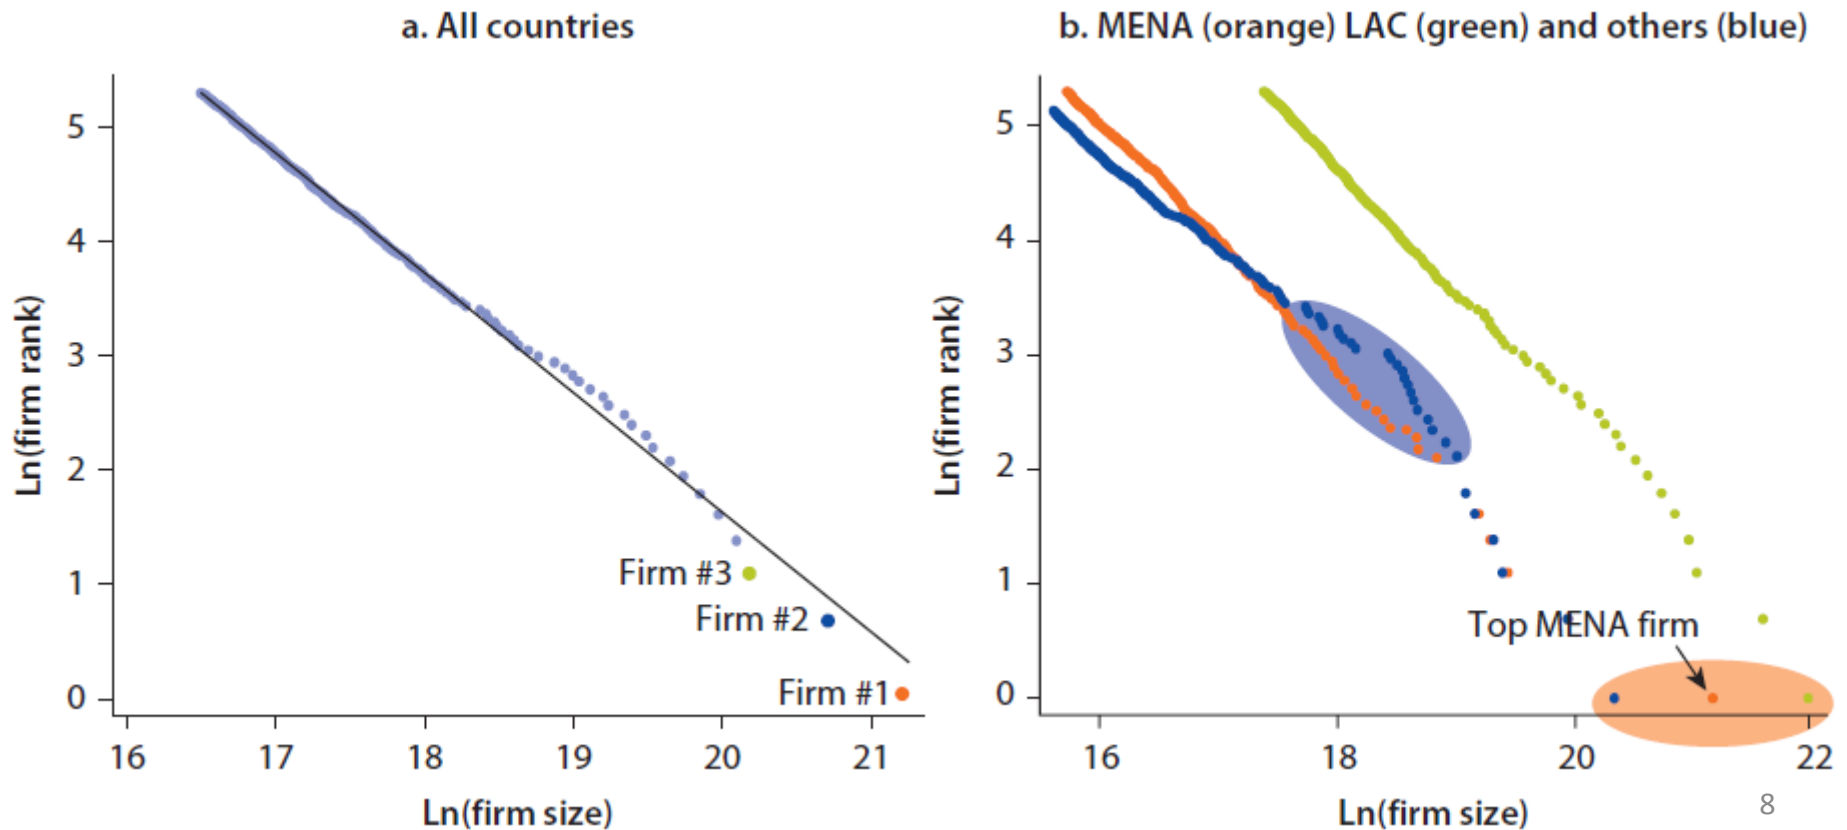 a. All countries
Ln(firm rank)
5
4
3
2
1
0
Firm #3
Firm #2
Firm #1
16 17 18 19 20 21
Ln(firm size)
b. MENA (orange) LAC (green) and others (blue)
Ln(firm rank)
5
4
3
2
1
0
Top MENA firm
16 18 20 22
Ln(firm size)
8